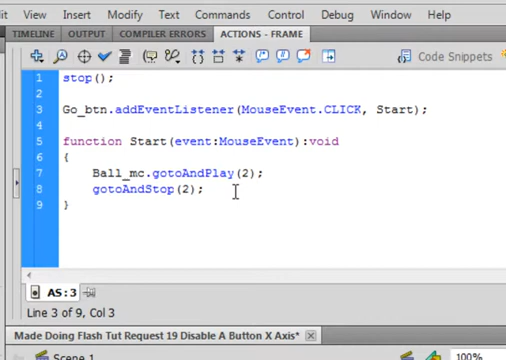 it Insert Modify Text Commands Control Debug Window Help
TIMELINE OUTPUT COMPILER ERRORS ACTIONS - FRAME
Code Snippets
1 stop();
2
3 Go_btn.addEventListener(MouseEvent.CLICK, Start);
4
5 function Start(event:MouseEvent):void
6 {
7 Ball_mc.gotoAndPlay(2);
8 gotoAndStop(2);
9 }
AS:3
Line 3 of 9, Col 3
Made Doing Flash Tut Request 19 Disable A Button X Axis*
Scene 1 100%